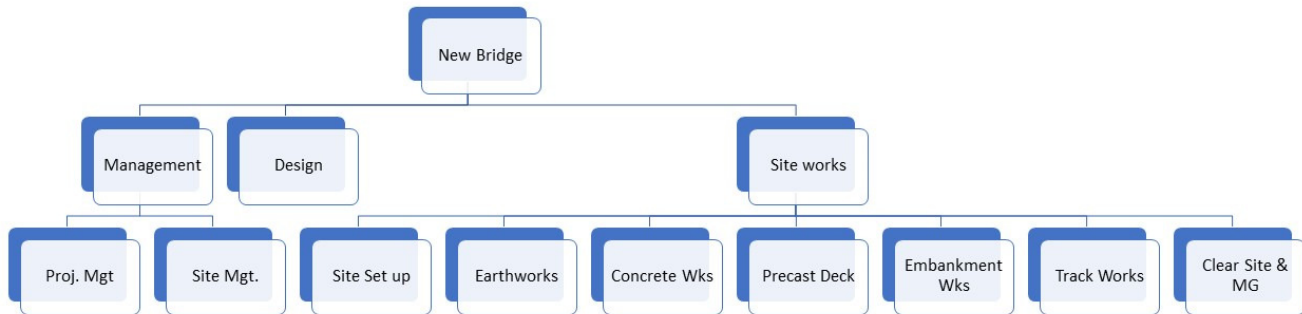 New Bridge
Management
Design
Site works
Proj. Mgt
Site Mgt.
Site Set up
Earthworks
Concrete Wks
Precast Deck
Embankment
Wks
Track Works
Clear Site &
MG